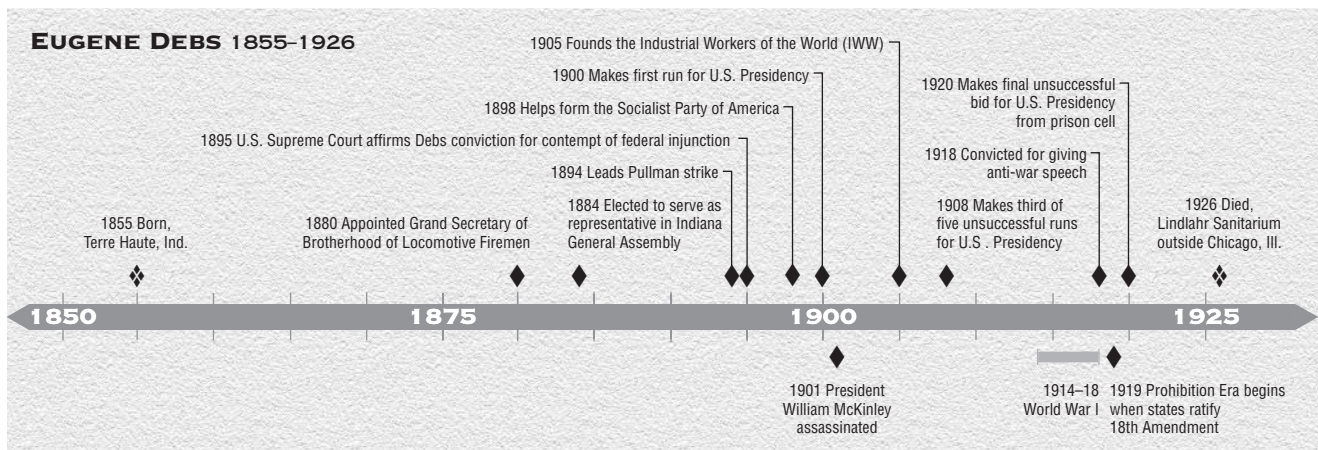 EUGENE DEBS 1855–1926
1905 Founds the Industrial Workers of the World (IWW)
1900 Makes first run for U.S. Presidency
1898 Helps form the Socialist Party of America
1895 U.S. Supreme Court affirms Debs conviction for contempt of federal injunction
1894 Leads Pullman strike
1920 Makes final unsuccessful
bid for U.S. Presidency
from prison cell
1918 Convicted for giving
anti-war speech
1855 Born,
Terre Haute, Ind.
1880 Appointed Grand Secretary of
Brotherhood of Locomotive Firemen
1884 Elected to serve as
representative in Indiana
General Assembly
1908 Makes third of
five unsuccessful runs
for U.S . Presidency
1926 Died,
Lindlahr Sanitarium
outside Chicago, Ill.
1850 1875 1900 1925
1901 President
William McKinley
assassinated
1914–18
World War I
1919 Prohibition Era begins
when states ratify
18th Amendment